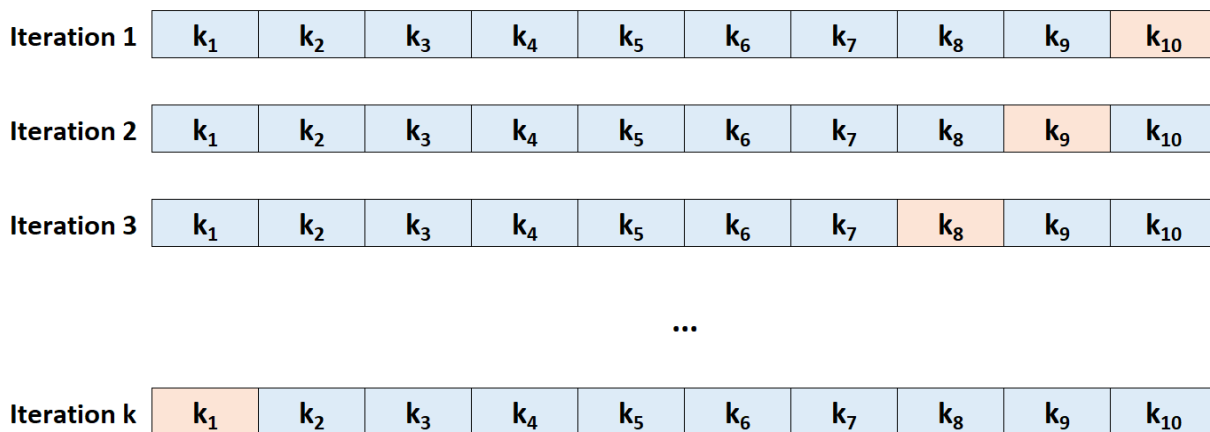 Iteration 1 k₁ k₂ k₃ k₄ k₅ k₆ k₇ k₈ k₉ k₁₀
Iteration 2 k₁ k₂ k₃ k₄ k₅ k₆ k₇ k₈ k₉ k₁₀
Iteration 3 k₁ k₂ k₃ k₄ k₅ k₆ k₇ k₈ k₉ k₁₀
...
Iteration k k₁ k₂ k₃ k₄ k₅ k₆ k₇ k₈ k₉ k₁₀